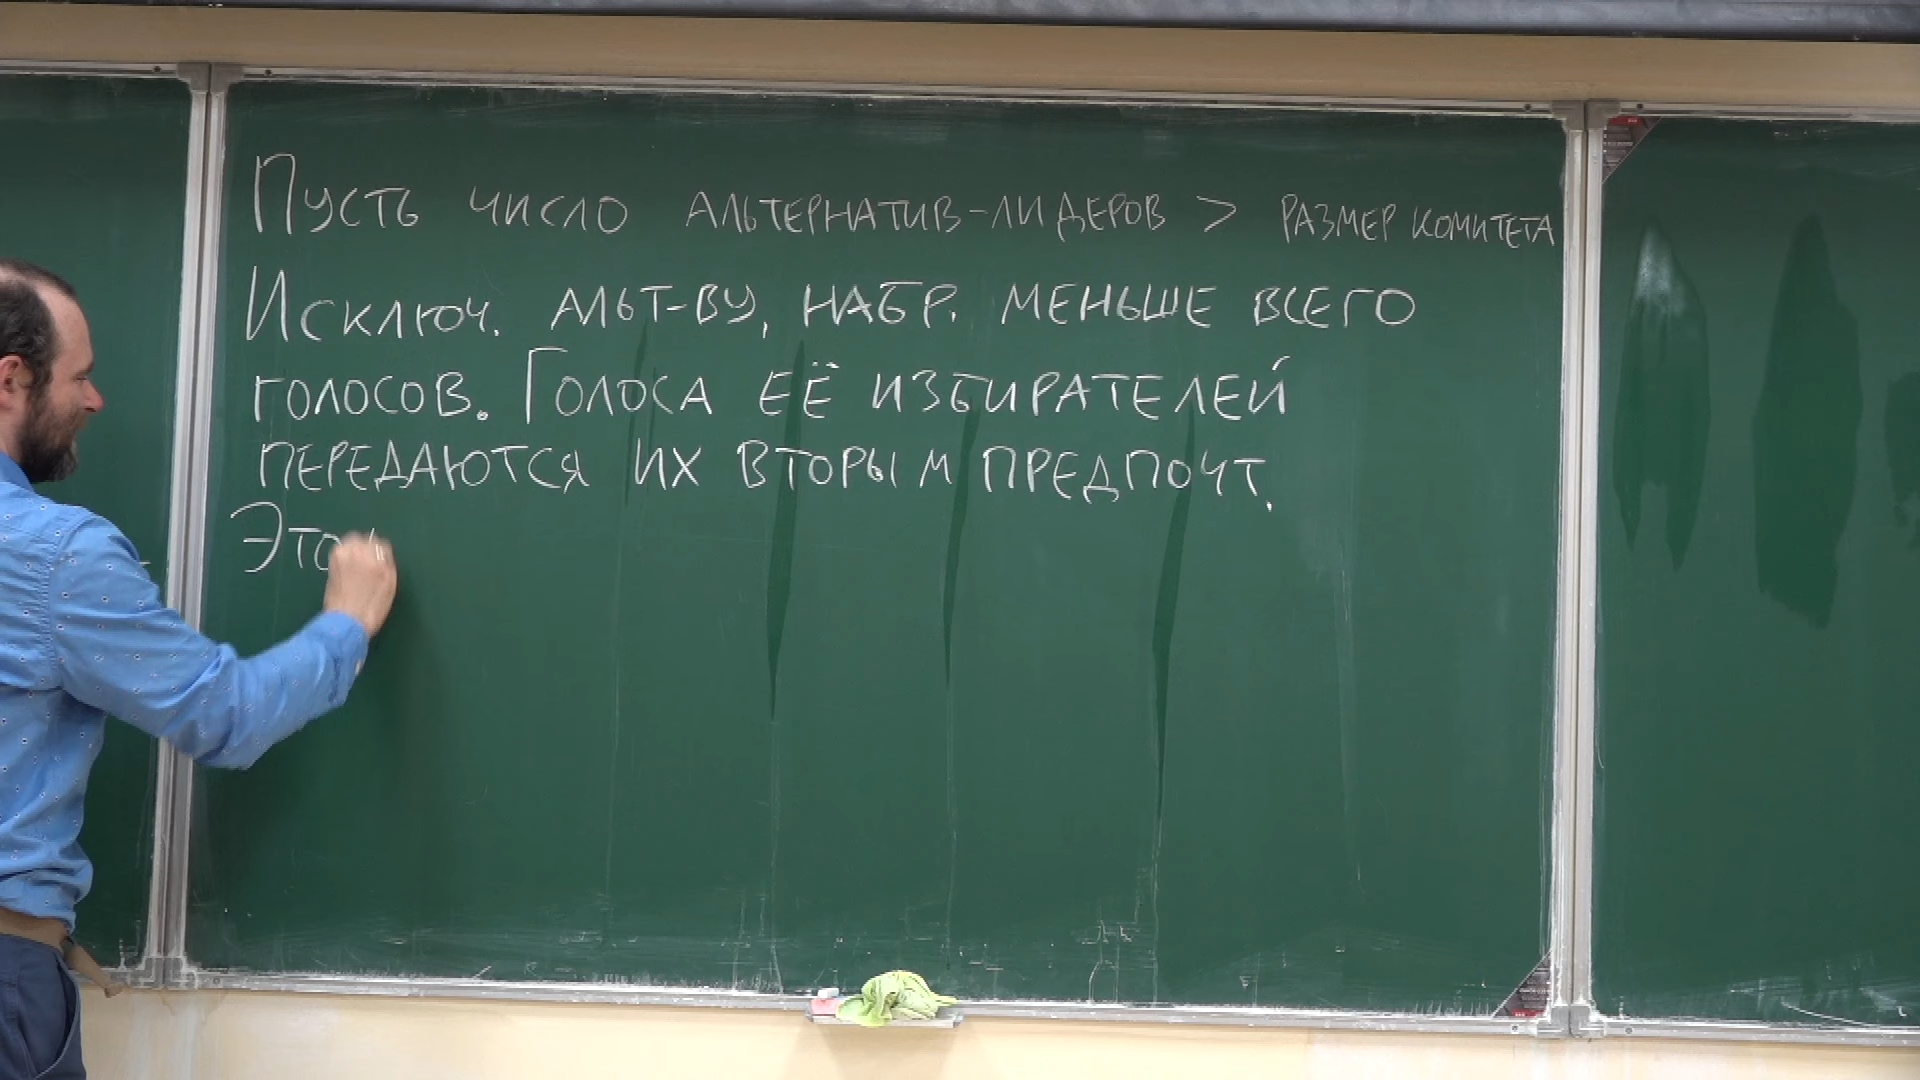 Пусть число альтернатив-лидеров > размер комитета
Исключ. альт-ву, набр. меньше всего
голосов. Голоса её избирателей
передаются их вторым предпочт.
Это